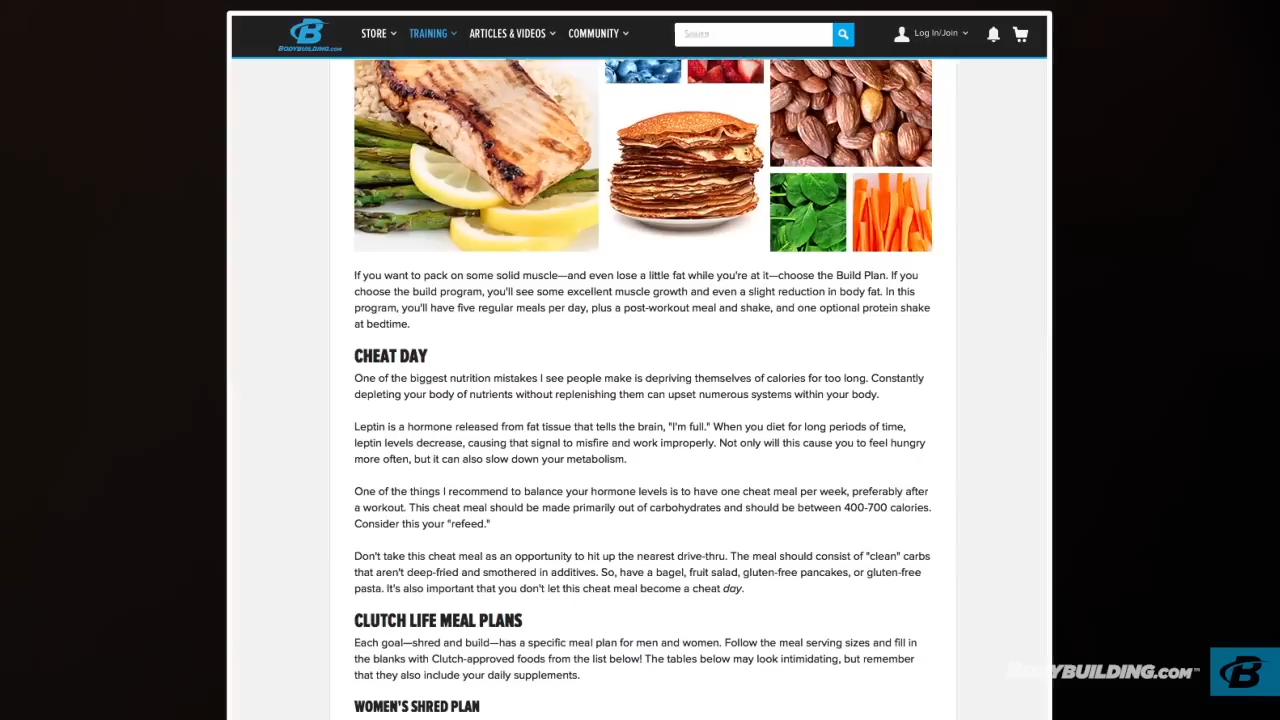 STORE TRAINING ARTICLES & VIDEOS COMMUNITY Log In/Join
BODYBUILDING.COM
If you want to pack on some solid muscle—and even lose a little fat while you're at it—choose the Build Plan. If you
choose the build program, you'll see some excellent muscle growth and even a slight reduction in body fat. In this
program, you'll have five regular meals per day, plus a post-workout meal and shake, and one optional protein shake
at bedtime.
CHEAT DAY
One of the biggest nutrition mistakes I see people make is depriving themselves of calories for too long. Constantly
depleting your body of nutrients without replenishing them can upset numerous systems within your body.
Leptin is a hormone released from fat tissue that tells the brain, "I'm full." When you diet for long periods of time,
leptin levels decrease, causing that signal to misfire and work improperly. Not only will this cause you to feel hungry
more often, but it can also slow down your metabolism.
One of the things I recommend to balance your hormone levels is to have one cheat meal per week, preferably after
a workout. This cheat meal should be made primarily out of carbohydrates and should be between 400-700 calories.
Consider this your "refeed."
Don't take this cheat meal as an opportunity to hit up the nearest drive-thru. The meal should consist of "clean" carbs
that aren't deep-fried and smothered in additives. So, have a bagel, fruit salad, gluten-free pancakes, or gluten-free
pasta. It's also important that you don't let this cheat meal become a cheat day.
CLUTCH LIFE MEAL PLANS
Each goal—shred and build—has a specific meal plan for men and women. Follow the meal serving sizes and fill in
the blanks with Clutch-approved foods from the list below! The tables below may look intimidating, but remember
that they also include your daily supplements.
BODYBUILDING.COM™ B
WOMEN'S SHRED PLAN